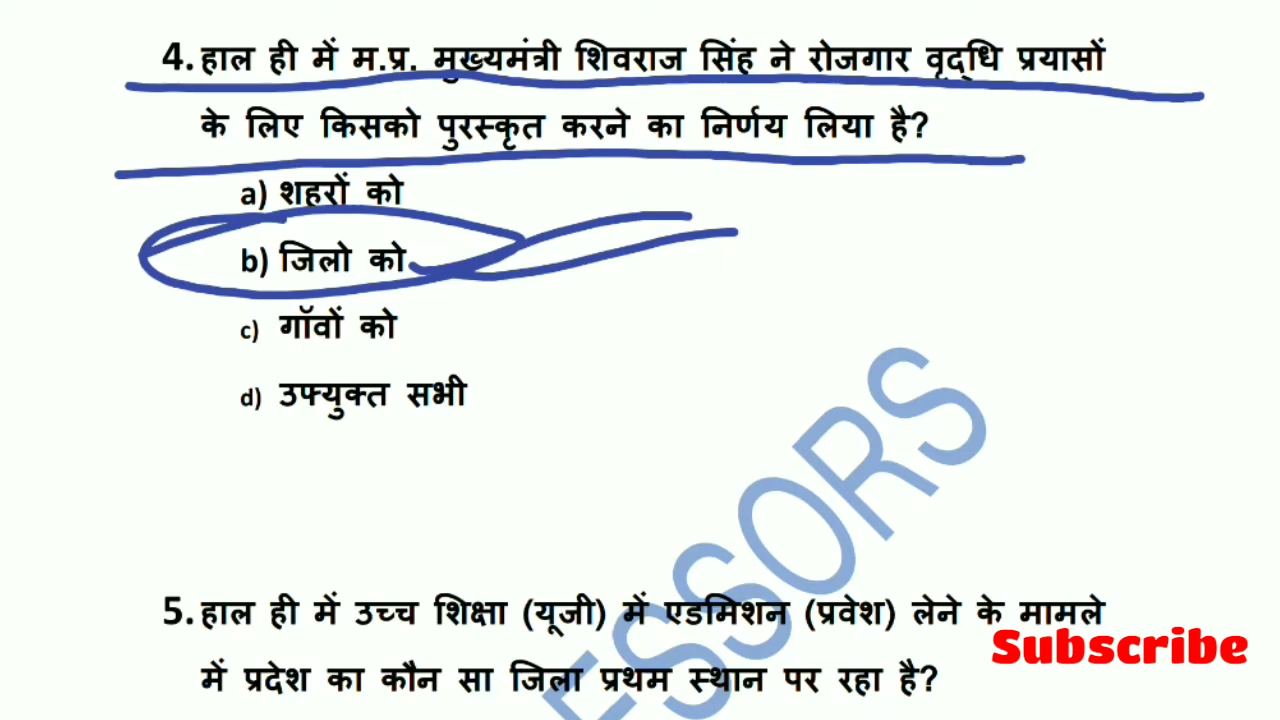 4. हाल ही में म.प्र. मुख्यमंत्री शिवराज सिंह ने रोजगार वृद्धि प्रयासों
के लिए किसको पुरस्कृत करने का निर्णय लिया है?
a) शहरों को
b) जिलो को
c) गॉवों को
d) उफ्युक्त सभी
ESSORS
5. हाल ही में उच्च शिक्षा (यूजी) में एडमिशन (प्रवेश) लेने के मामले
Subscribe
में प्रदेश का कौन सा जिला प्रथम स्थान पर रहा है?